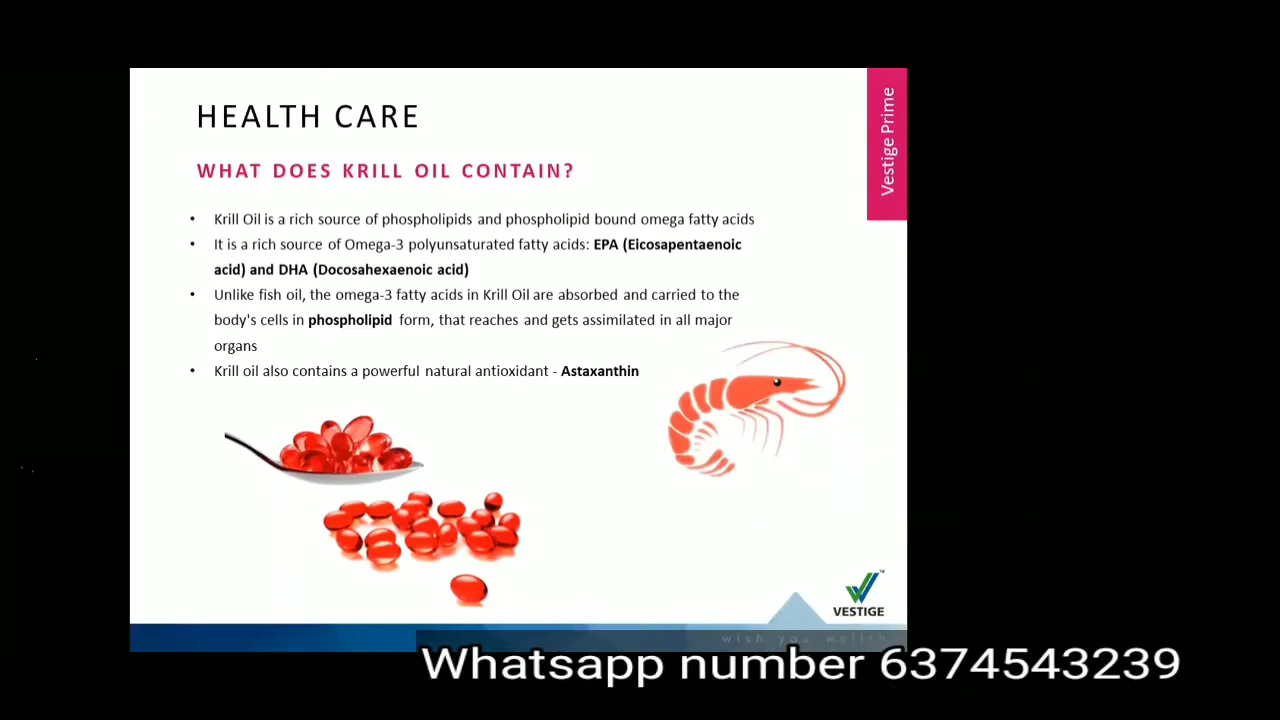 HEALTH CARE
Vestige Prime
WHAT DOES KRILL OIL CONTAIN?
• Krill Oil is a rich source of phospholipids and phospholipid bound omega fatty acids
• It is a rich source of Omega-3 polyunsaturated fatty acids: EPA (Eicosapentaenoic
acid) and DHA (Docosahexaenoic acid)
• Unlike fish oil, the omega-3 fatty acids in Krill Oil are absorbed and carried to the
body's cells in phospholipid form, that reaches and gets assimilated in all major
organs
• Krill oil also contains a powerful natural antioxidant - Astaxanthin
VESTIGE™
wish you wellth
Whatsapp number 6374543239